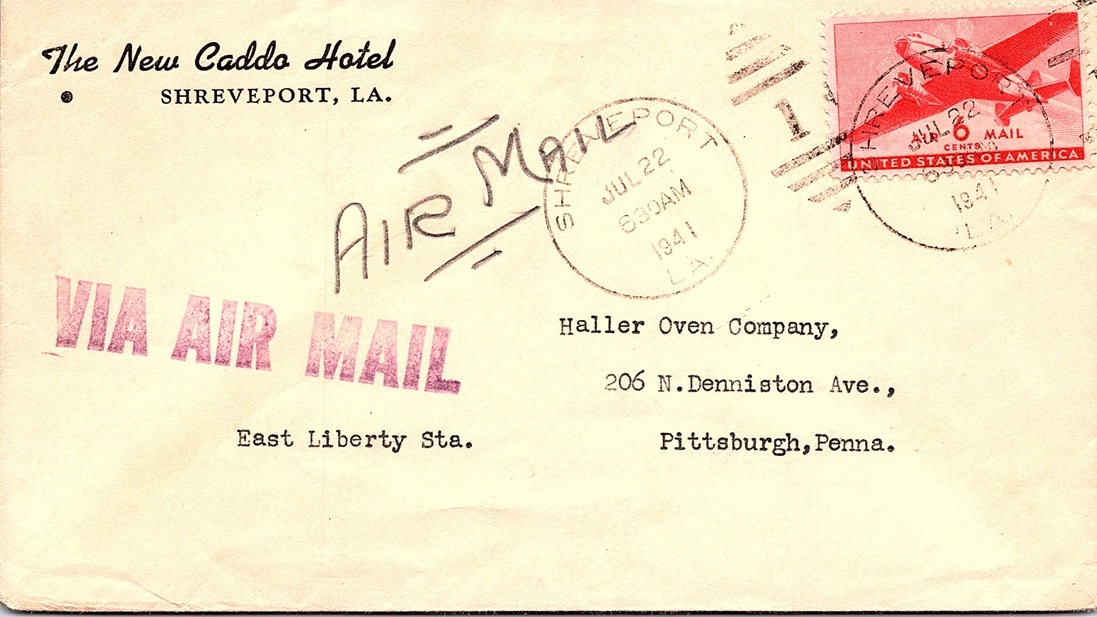 The New Caddo Hotel
SHREVEPORT, LA.
AIR MAIL
SHREVEPORT
JUL 22
630AM
1941
LA.
1
SHREVEPORT
JUL 22
1941
LA.
AIR 6 MAIL
CENTS
UNITED STATES OF AMERICA
VIA AIR MAIL
Haller Oven Company,
206 N.Denniston Ave.,
East Liberty Sta.
Pittsburgh,Penna.